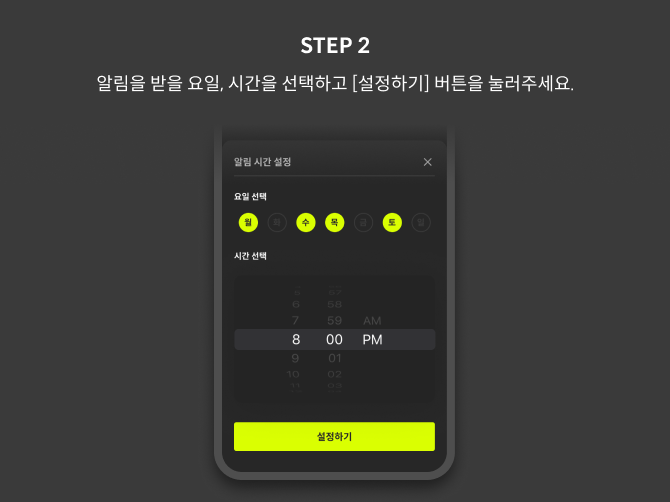 STEP 2
알림을 받을 요일, 시간을 선택하고 [설정하기] 버튼을 눌러주세요.
알림 시간 설정
요일 선택
월 화 수 목 금 토 일
시간 선택
6 58
7 59 AM
8 00 PM
9 01
10 02
11 03
설정하기